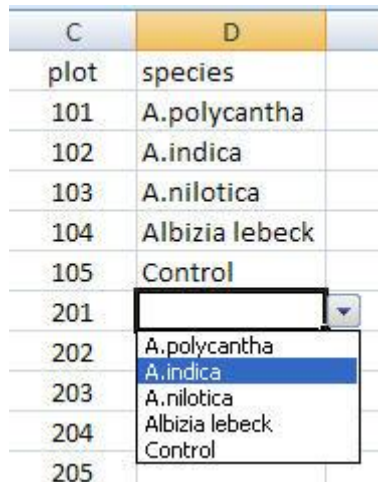 C D
plot species
101 A.polycantha
102 A.indica
103 A.nilotica
104 Albizia lebeck
105 Control
201
202 A.polycantha
A.indica
203 A.nilotica
204 Albizia lebeck
Control
205